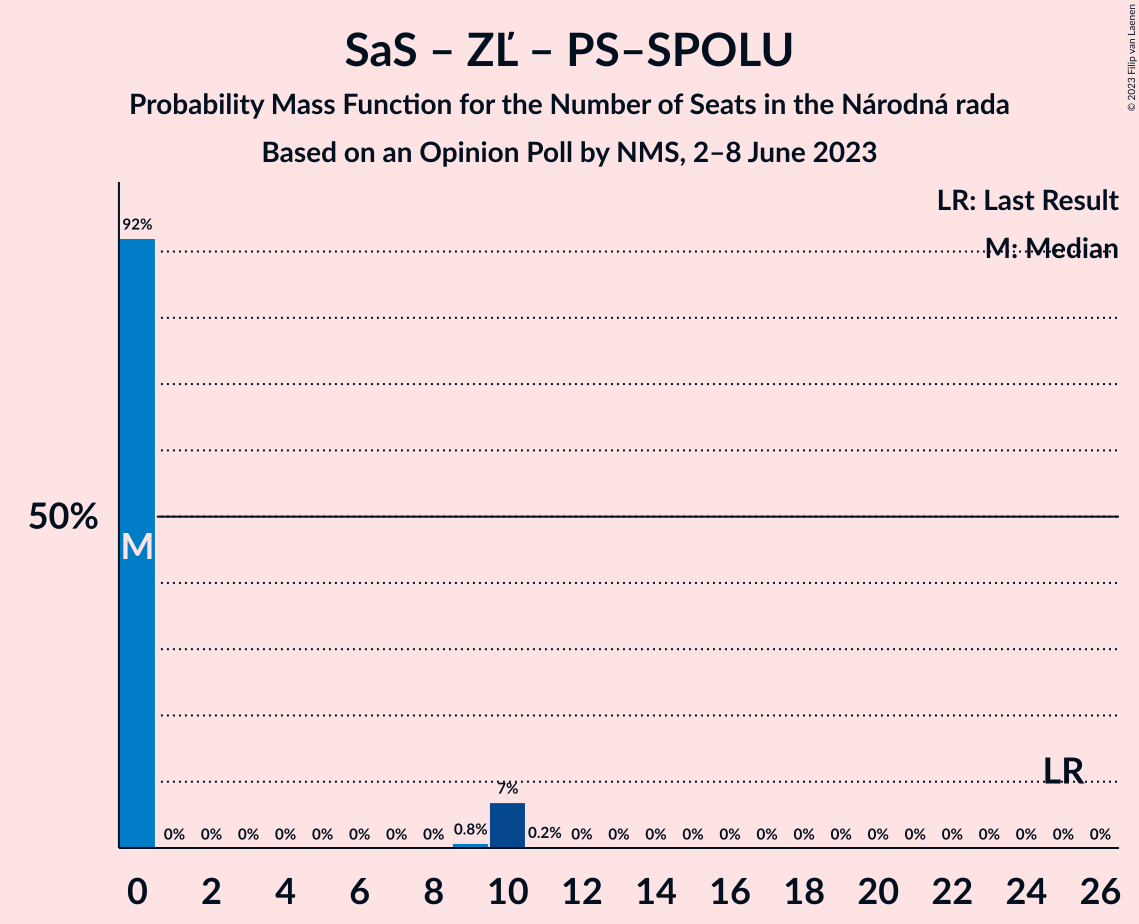 SaS – ZĽ – PS–SPOLU
Probability Mass Function for the Number of Seats in the Národná rada
Based on an Opinion Poll by NMS, 2–8 June 2023
© 2023 Filip van Laenen
LR: Last Result
M: Median
92%
50%
M
LR
7%
0% 0% 0% 0% 0% 0% 0% 0% 0.8% 0.2% 0% 0% 0% 0% 0% 0% 0% 0% 0% 0% 0% 0% 0% 0% 0%
0 2 4 6 8 10 12 14 16 18 20 22 24 26